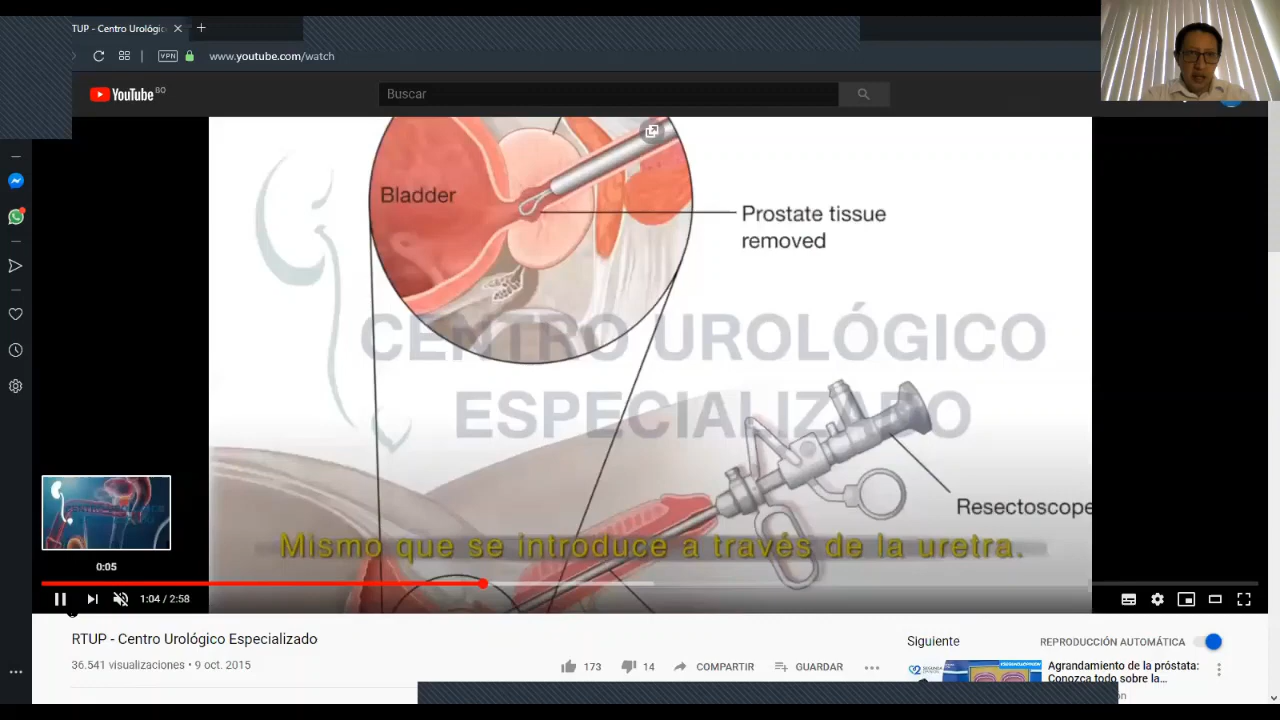 TUP - Centro Urológic
VPN
www.youtube.com/watch
YouTube BO
Buscar
Bladder
Prostate tissue
removed
CENTRO UROLÓGICO
ESPECIALIZADO
Resectoscope
Mismo que se introduce a través de la uretra.
0:05
1:04 / 2:58
RTUP - Centro Urológico Especializado
36.541 visualizaciones • 9 oct. 2015
173
14
COMPARTIR
GUARDAR
Siguiente
REPRODUCCIÓN AUTOMÁTICA
Agrandamiento de la próstata:
Conozca todo sobre la...